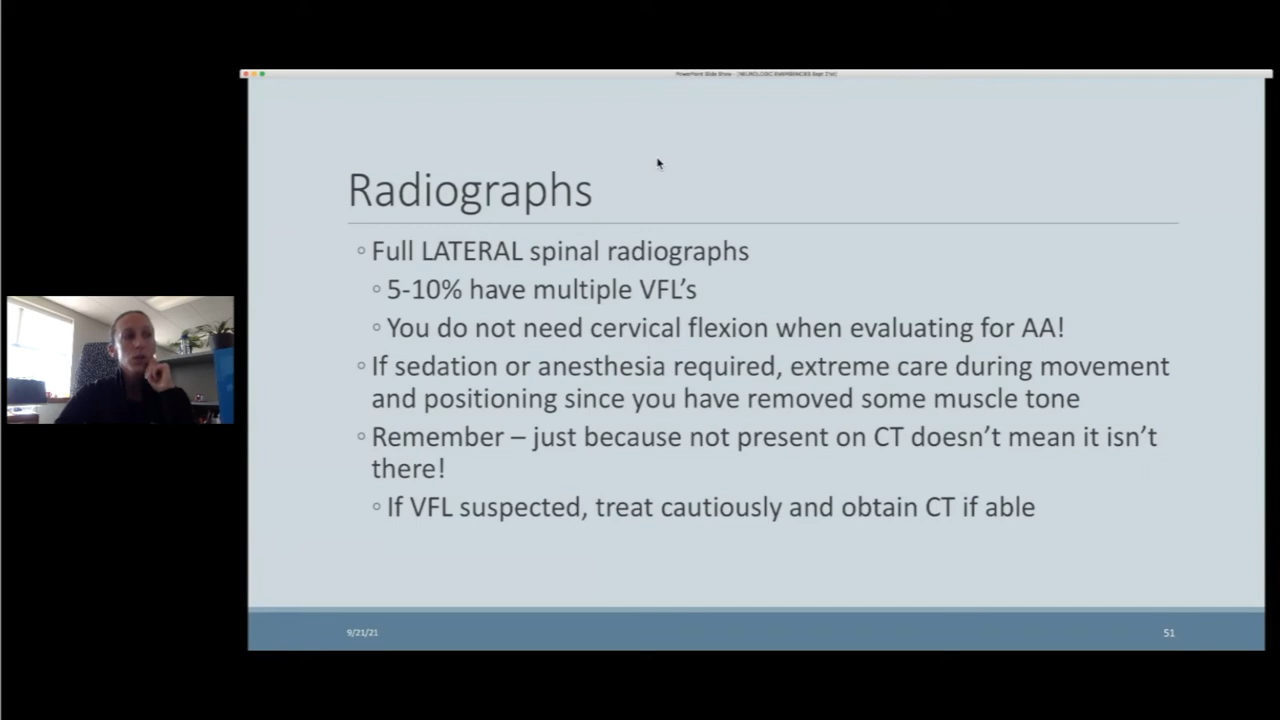 PowerPoint Slide Show - [NEUROLOGIC EMERGENCIES Sept 21st]
Radiographs
◦ Full LATERAL spinal radiographs
◦ 5-10% have multiple VFL’s
◦ You do not need cervical flexion when evaluating for AA!
◦ If sedation or anesthesia required, extreme care during movement
and positioning since you have removed some muscle tone
◦ Remember – just because not present on CT doesn’t mean it isn’t
there!
◦ If VFL suspected, treat cautiously and obtain CT if able
9/21/21
51